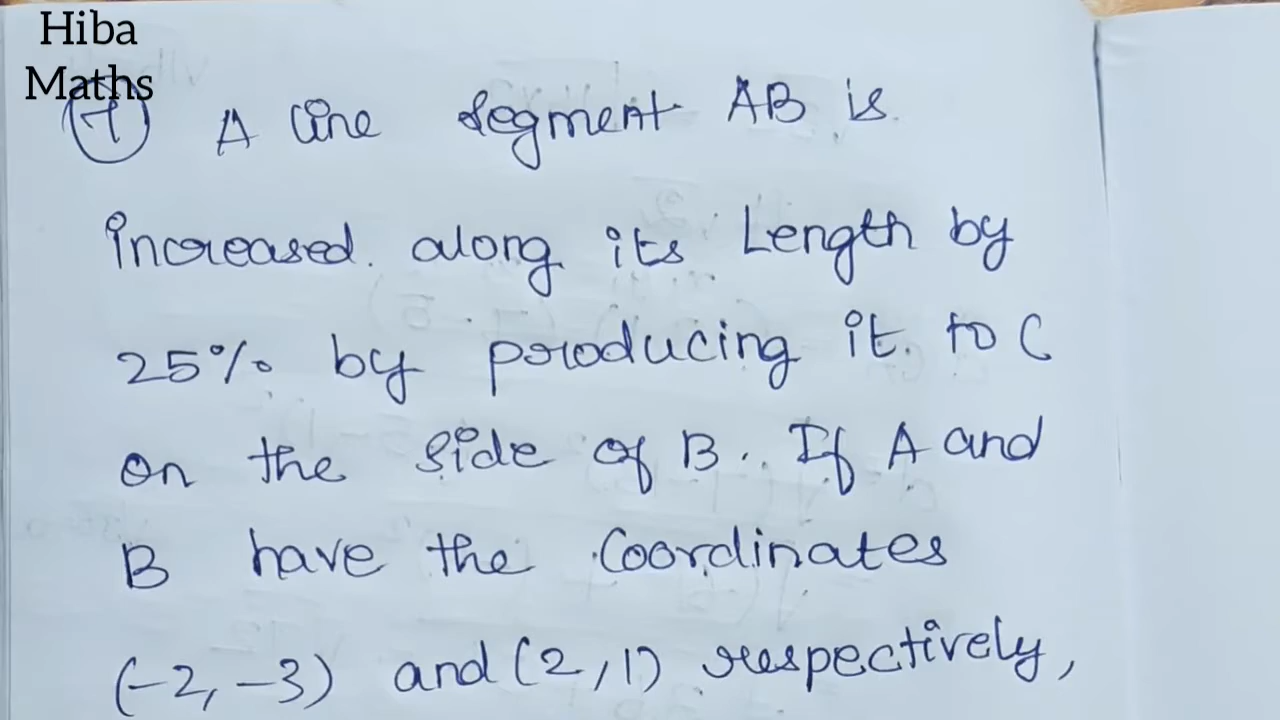 Hiba
Maths
7 A line segment AB is
increased along its Length by
25% by producing it to C
on the side of B. If A and
B have the Coordinates
(-2, -3) and (2, 1) respectively,